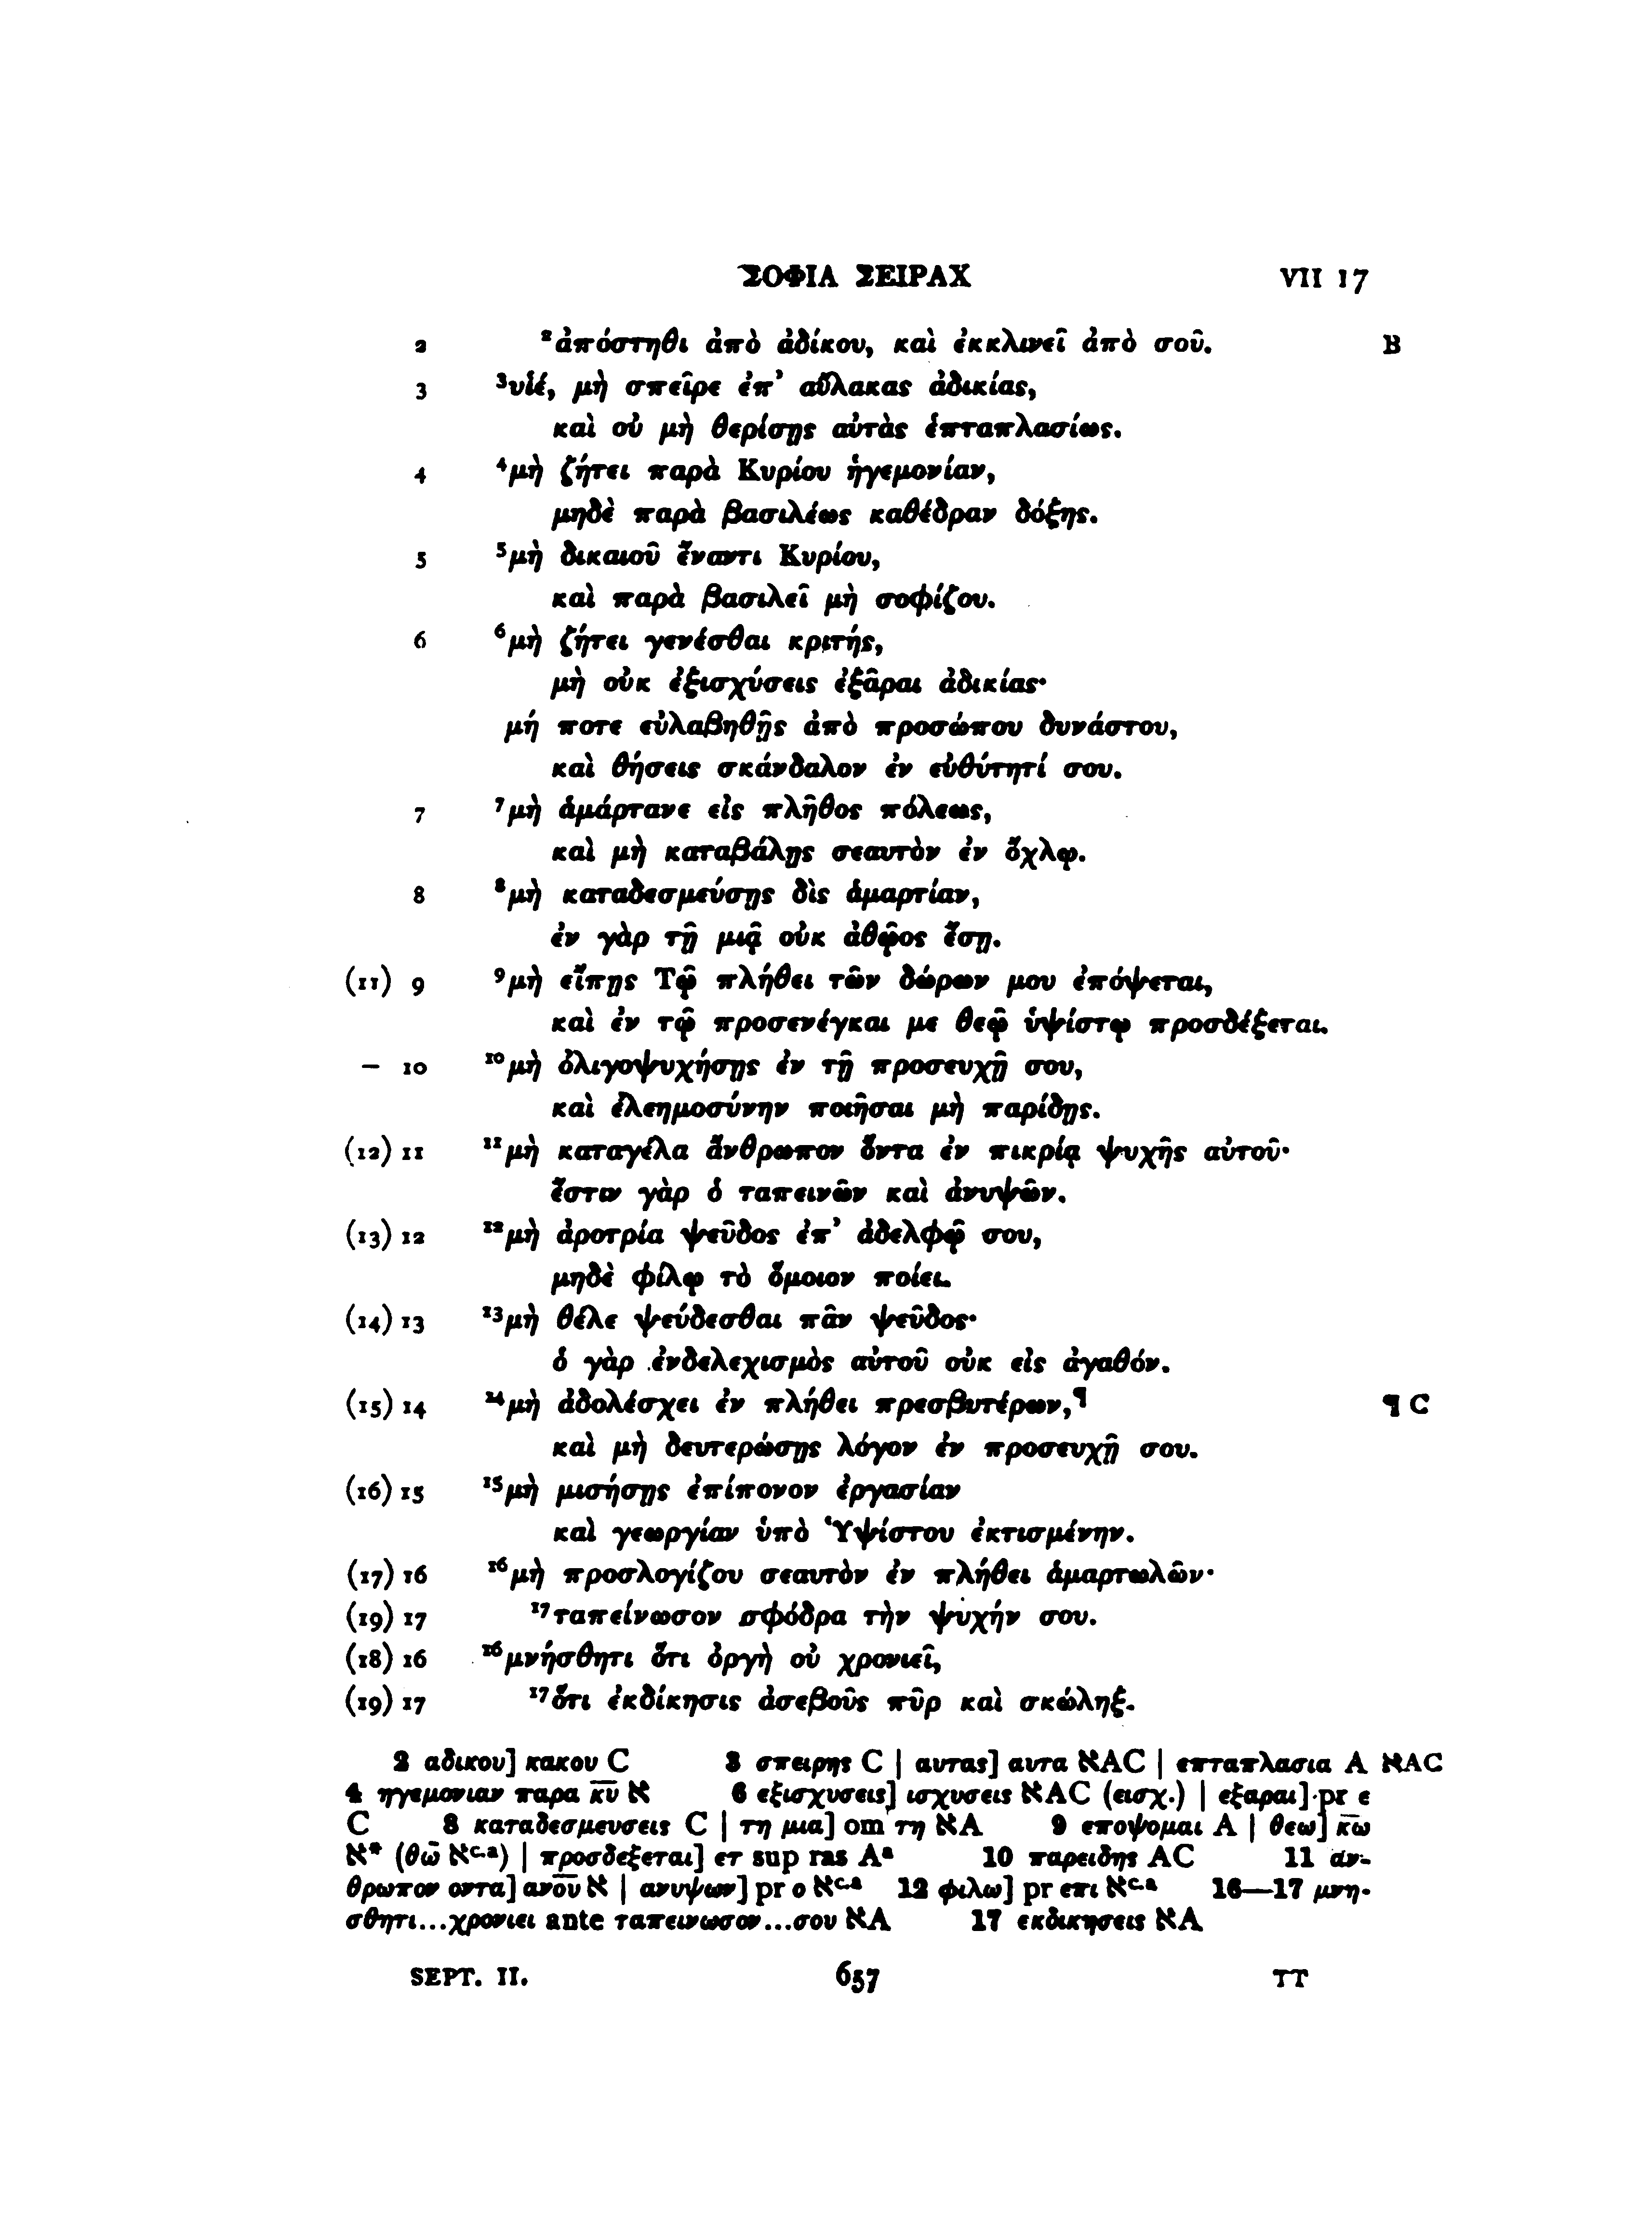 ΣΟΦΙΑ ΣΕΙΡΑΧ VII 17
2 ²ἀπόστηθι ἀπὸ ἀδίκου, καὶ ἐκκλινεῖ ἀπὸ σοῦ. B
3 ³υἱέ, μὴ σπεῖρε ἐπ’ αὔλακας ἀδικίας,
καὶ οὐ μὴ θερίσῃς αὐτὰς ἑπταπλασίως.
4 ⁴μὴ ζήτει παρὰ Κυρίου ἡγεμονίαν,
μηδὲ παρὰ βασιλέως καθέδραν δόξης.
5 ⁵μὴ δικαιοῦ ἔναντι Κυρίου,
καὶ παρὰ βασιλεῖ μὴ σοφίζου.
6 ⁶μὴ ζήτει γενέσθαι κριτής,
μὴ οὐκ ἐξισχύσεις ἐξᾶραι ἀδικίας·
μή ποτε εὐλαβηθῇς ἀπὸ προσώπου δυνάστου,
καὶ θήσεις σκάνδαλον ἐν εὐθύτητί σου.
7 ⁷μὴ ἁμάρτανε εἰς πλῆθος πόλεως,
καὶ μὴ καταβάλῃς σεαυτὸν ἐν ὄχλῳ.
8 ⁸μὴ καταδεσμεύσῃς δὶς ἁμαρτίαν,
ἐν γὰρ τῇ μιᾷ οὐκ ἀθῷος ἔσῃ.
(11) 9 ⁹μὴ εἴπῃς Τῷ πλήθει τῶν δώρων μου ἐπόψεται,
καὶ ἐν τῷ προσενέγκαι με θεῷ ὑψίστῳ προσδέξεται.
– 10 ¹⁰μὴ ὀλιγοψυχήσῃς ἐν τῇ προσευχῇ σου,
καὶ ἐλεημοσύνην ποιῆσαι μὴ παρίδῃς.
(12) 11 ¹¹μὴ καταγέλα ἄνθρωπον ὄντα ἐν πικρίᾳ ψυχῆς αὐτοῦ·
ἔστιν γὰρ ὁ ταπεινῶν καὶ ἀνυψῶν.
(13) 12 ¹²μὴ ἀροτρία ψεῦδος ἐπ’ ἀδελφῷ σου,
μηδὲ φίλῳ τὸ ὅμοιον ποίει.
(14) 13 ¹³μὴ θέλε ψεύδεσθαι πᾶν ψεῦδος·
ὁ γὰρ ἐνδελεχισμὸς αὐτοῦ οὐκ εἰς ἀγαθόν.
(15) 14 ¹⁴μὴ ἀδολέσχει ἐν πλήθει πρεσβυτέρων,¶ ¶ C
καὶ μὴ δευτερώσῃς λόγον ἐν προσευχῇ σου.
(16) 15 ¹⁵μὴ μισήσῃς ἐπίπονον ἐργασίαν
καὶ γεωργίαν ὑπὸ Ὑψίστου ἐκτισμένην.
(17) 16 ¹⁶μὴ προσλογίζου σεαυτὸν ἐν πλήθει ἁμαρτωλῶν·
(19) 17 ¹⁷ταπείνωσον σφόδρα τὴν ψυχήν σου.
(18) 16 ¹⁶μνήσθητι ὅτι ὀργὴ οὐ χρονιεῖ,
(19) 17 ¹⁷ὅτι ἐκδίκησις ἀσεβοῦς πῦρ καὶ σκώληξ.
2 αδικου] κακου C 3 σπειρης C | αυτας] αυτα אAC | επταπλασια A אAC
4 ηγεμονιαν παρα κ̅υ̅ א 6 εξισχυσεις] ισχυσεις אAC (εισχ.) | εξαραι] pr ε
C 8 καταδεσμευσεις C | τη μια] om τη אA 9 εποψομαι A | θεω] κ̅ω̅
א* (θ̅ω̅ אᶜ·ᵃ) | προσδεξεται] ετ sup ras Aᵃ 10 παρειδης AC 11 αν-
θρωπον οντα] αν̅ο̅υ̅ א | ανυψων] pr ο אᶜ·ᵃ 12 φιλω] pr επι אᶜ·ᵃ 16—17 μνη-
σθητι...χρονιει ante ταπεινωσον...σου אA 17 εκδικησεις אA
SEPT. II. 657 TT